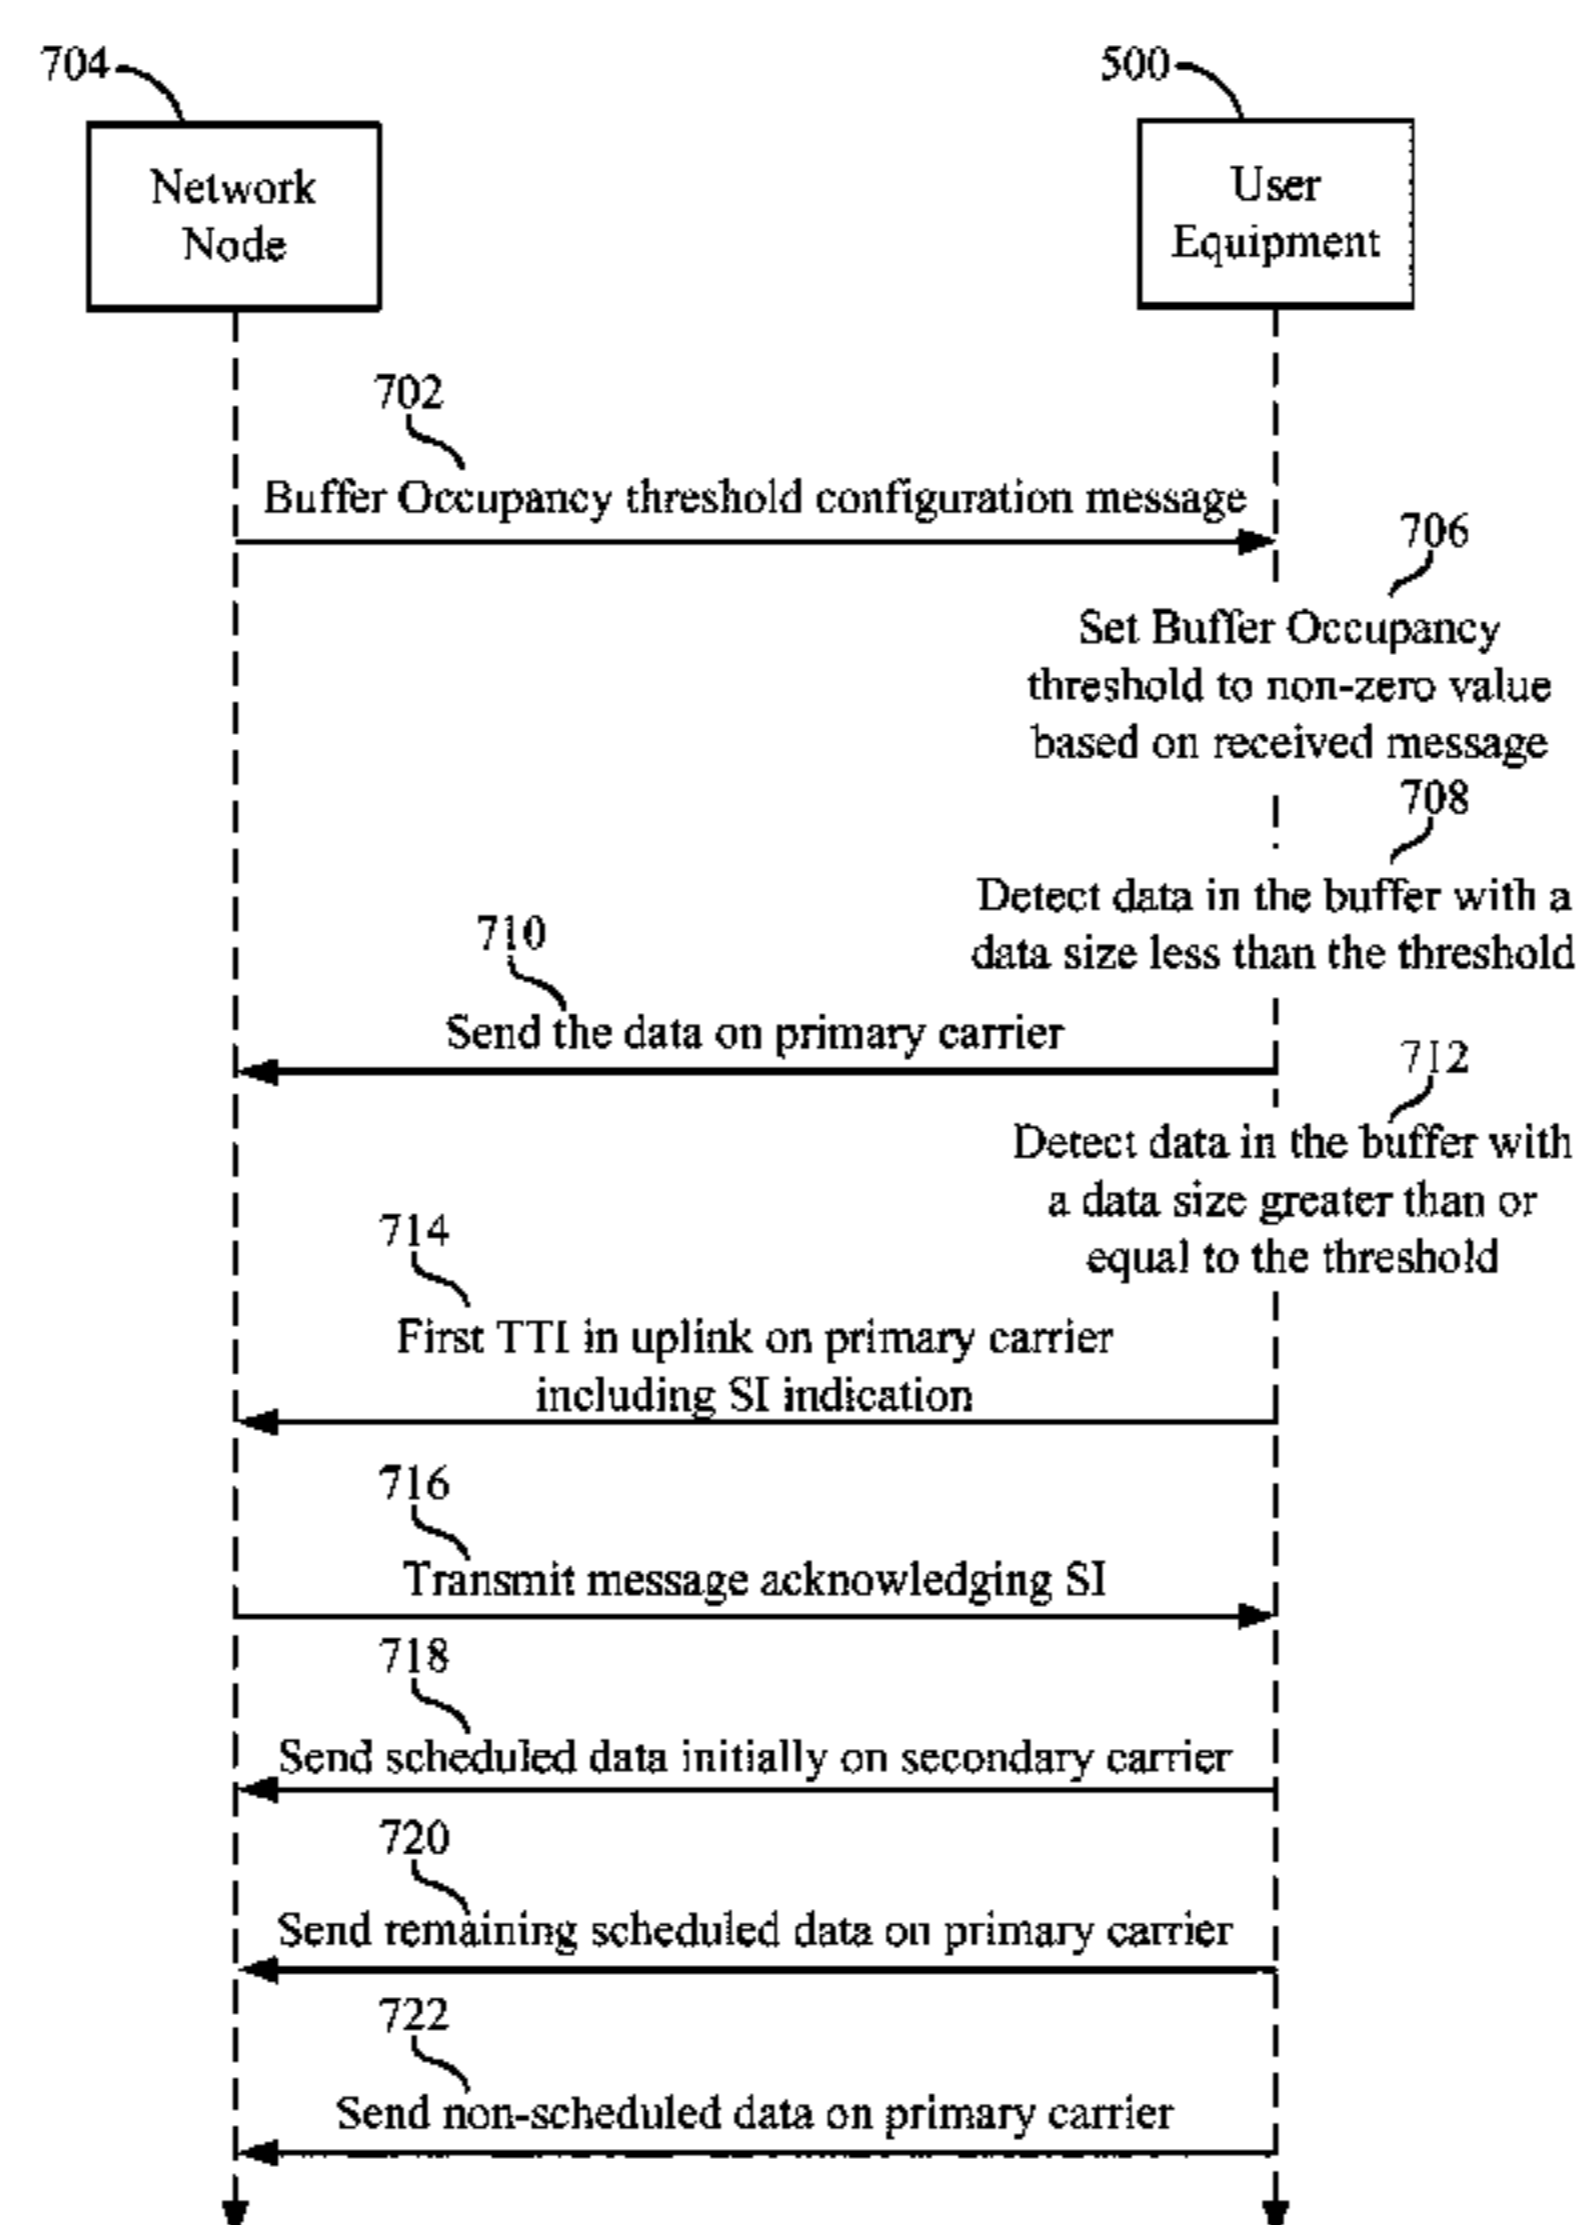 704
500
Network
Node
User
Equipment
702
Buffer Occupancy threshold configuration message
706
Set Buffer Occupancy
threshold to non-zero value
based on received message
708
Detect data in the buffer with a
data size less than the threshold
710
Send the data on primary carrier
712
Detect data in the buffer with
a data size greater than or
equal to the threshold
714
First TTI in uplink on primary carrier
including SI indication
716
Transmit message acknowledging SI
718
Send scheduled data initially on secondary carrier
720
Send remaining scheduled data on primary carrier
722
Send non-scheduled data on primary carrier